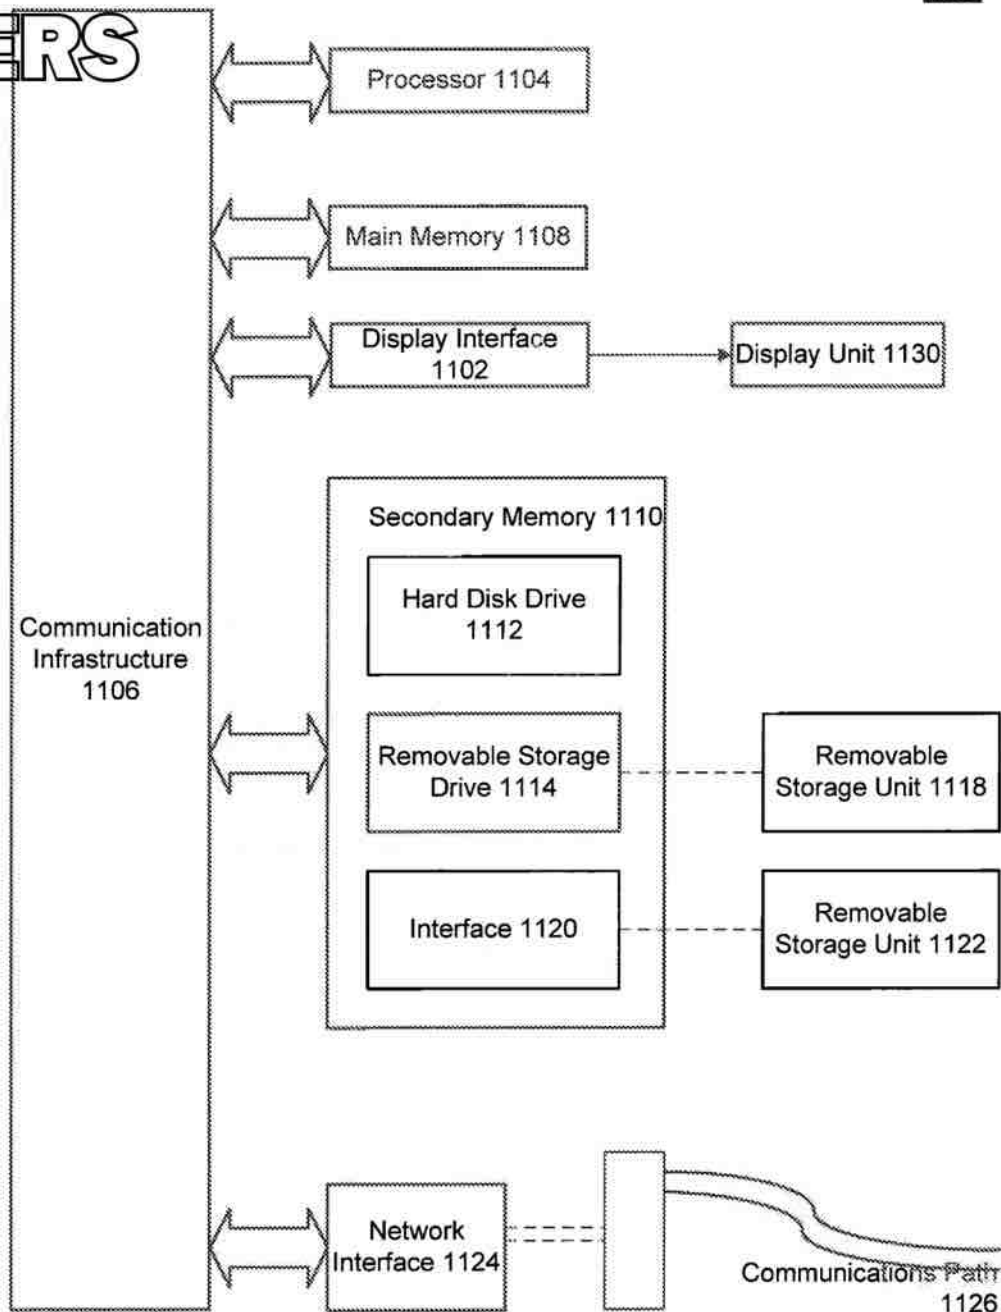 ERS
Processor 1104
Main Memory 1108
Display Interface
1102
Display Unit 1130
Secondary Memory 1110
Hard Disk Drive
1112
Communication
Infrastructure
1106
Removable Storage
Drive 1114
Removable
Storage Unit 1118
Interface 1120
Removable
Storage Unit 1122
Network
Interface 1124
Communications Path
1126